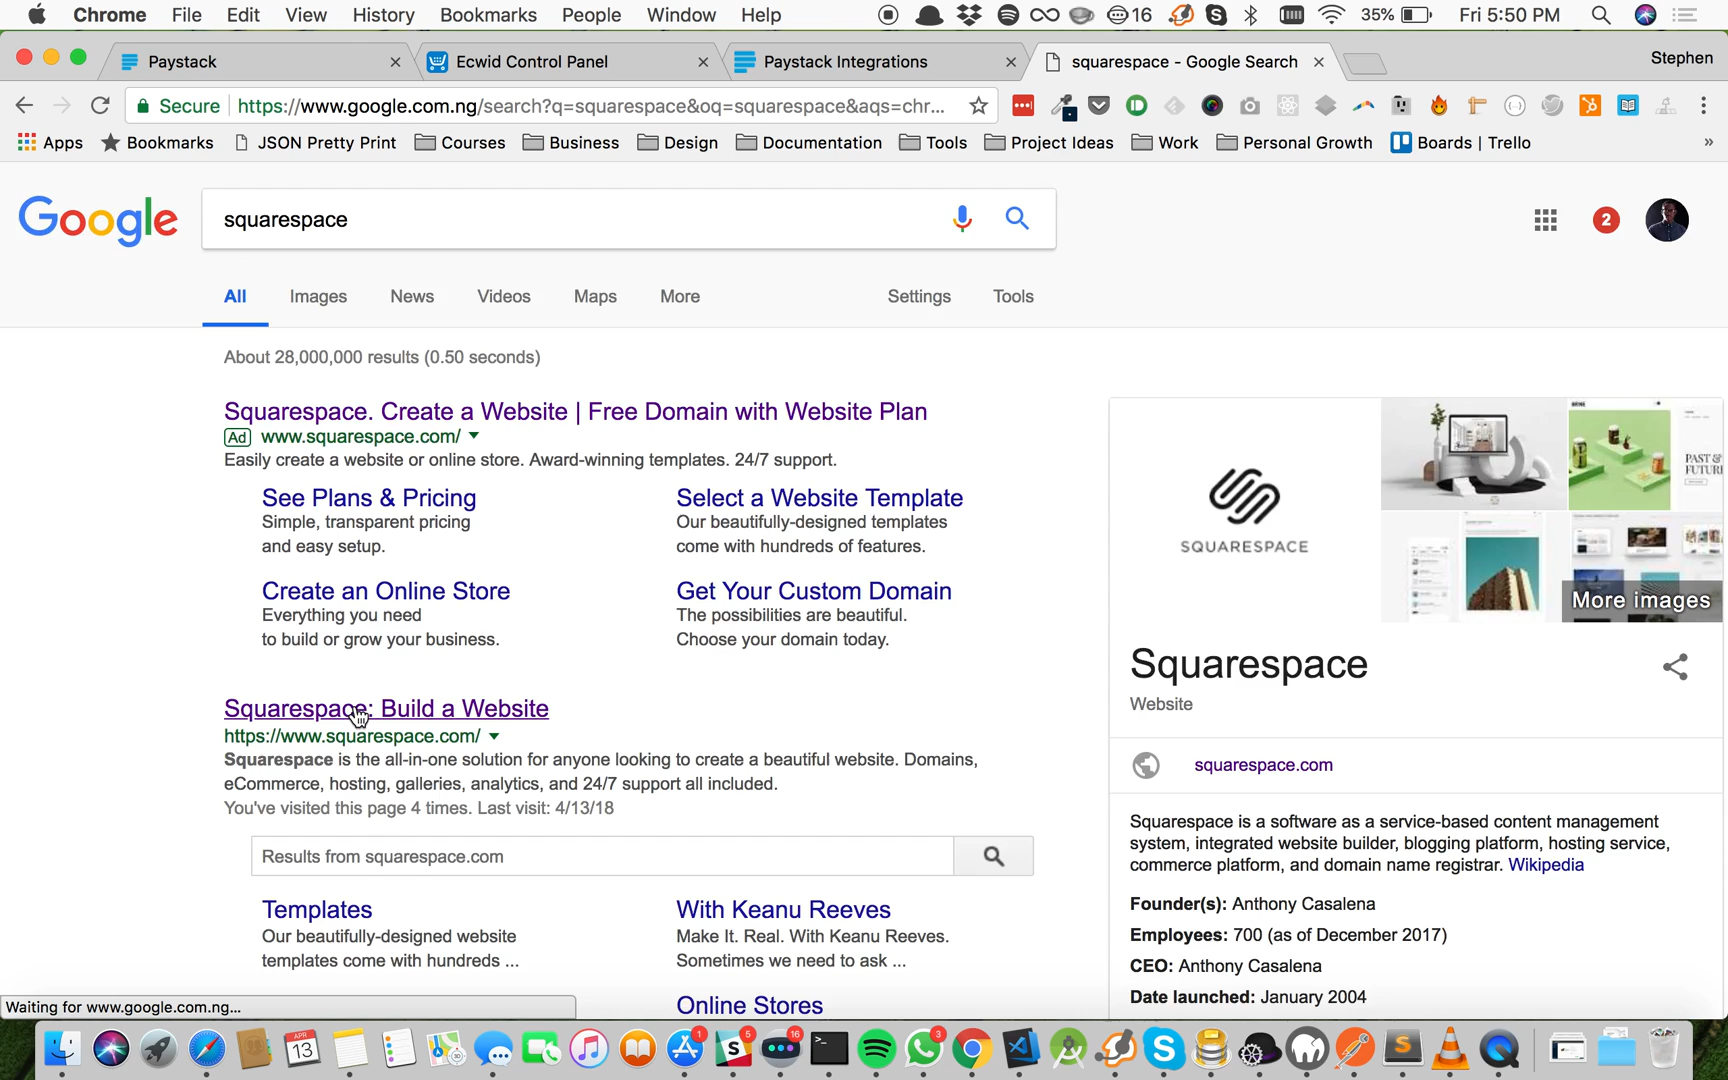 Chrome File Edit View History Bookmarks People Window Help 16 35% Fri 5:50 PM
Paystack Ecwid Control Panel Paystack Integrations squarespace - Google Search Stephen
Secure https://www.google.com.ng/search?q=squarespace&oq=squarespace&aqs=chr...
Apps Bookmarks JSON Pretty Print Courses Business Design Documentation Tools Project Ideas Work Personal Growth Boards | Trello »
Google squarespace 2
All Images News Videos Maps More Settings Tools
About 28,000,000 results (0.50 seconds)
Squarespace. Create a Website | Free Domain with Website Plan
Ad www.squarespace.com/
Easily create a website or online store. Award-winning templates. 24/7 support.
See Plans & Pricing
Simple, transparent pricing
and easy setup.
Select a Website Template
Our beautifully-designed templates
come with hundreds of features.
Create an Online Store
Everything you need
to build or grow your business.
Get Your Custom Domain
The possibilities are beautiful.
Choose your domain today.
Squarespace: Build a Website
https://www.squarespace.com/
Squarespace is the all-in-one solution for anyone looking to create a beautiful website. Domains,
eCommerce, hosting, galleries, analytics, and 24/7 support all included.
You've visited this page 4 times. Last visit: 4/13/18
Results from squarespace.com
Templates
Our beautifully-designed website
templates come with hundreds ...
With Keanu Reeves
Make It. Real. With Keanu Reeves.
Sometimes we need to ask ...
Online Stores
SQUARESPACE
PAST &
FUTUR
More images
Squarespace
Website
squarespace.com
Squarespace is a software as a service-based content management
system, integrated website builder, blogging platform, hosting service,
commerce platform, and domain name registrar. Wikipedia
Founder(s): Anthony Casalena
Employees: 700 (as of December 2017)
CEO: Anthony Casalena
Date launched: January 2004
Waiting for www.google.com.ng...
APR
13
1 5 16 3